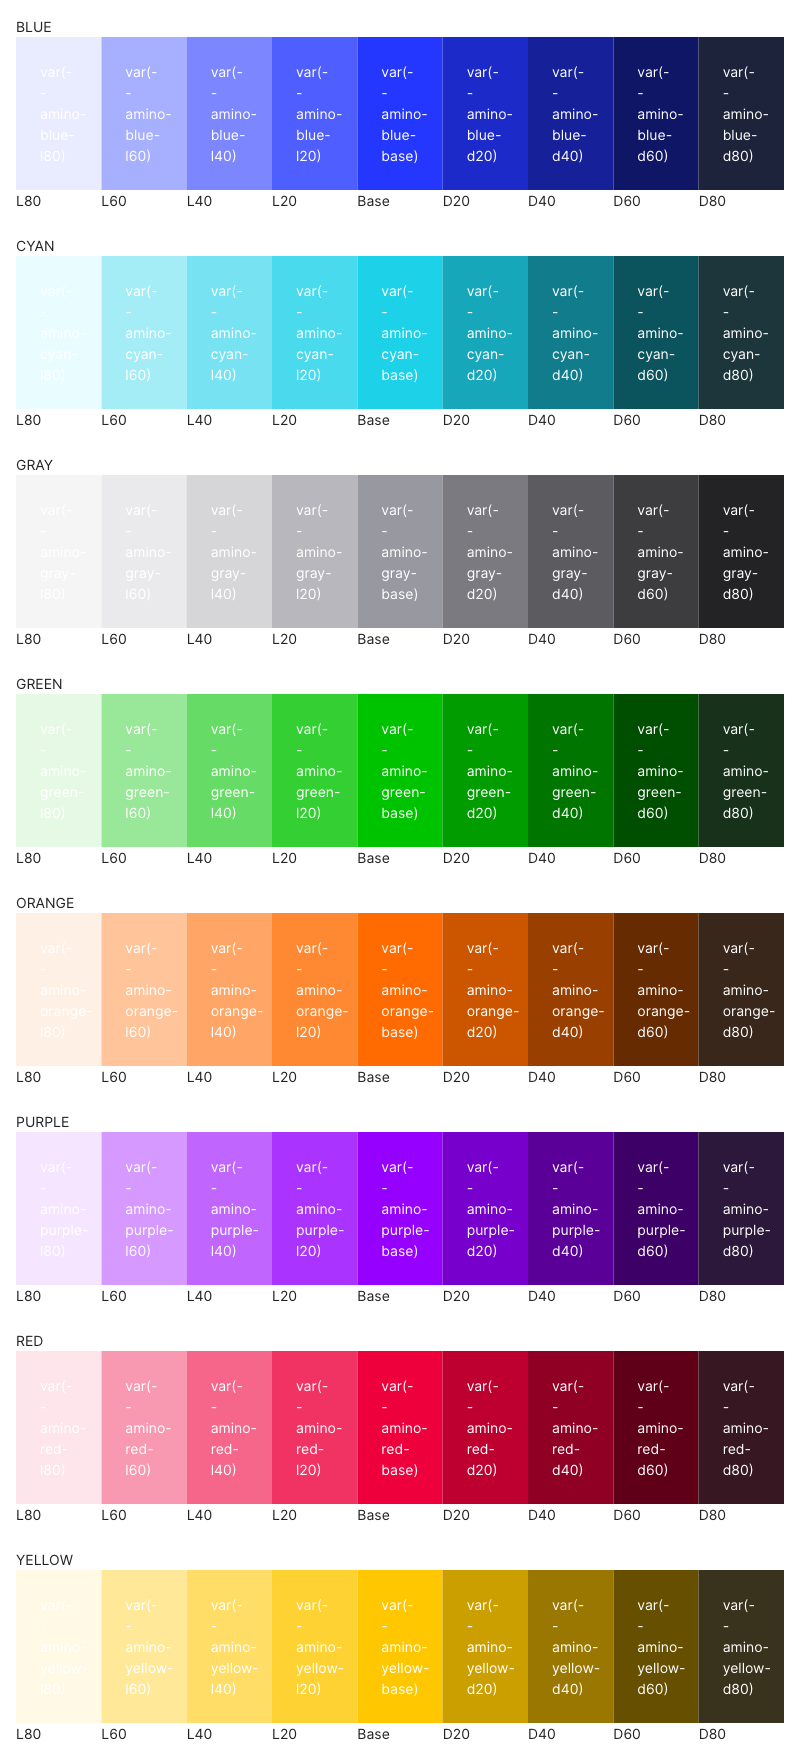 BLUE
var(- var(- var(- var(- var(- var(- var(- var(- var(-
- - - - - - - - -
amino- amino- amino- amino- amino- amino- amino- amino- amino-
blue- blue- blue- blue- blue- blue- blue- blue- blue-
l80) l60) l40) l20) base) d20) d40) d60) d80)
L80 L60 L40 L20 Base D20 D40 D60 D80
CYAN
var(- var(- var(- var(- var(- var(- var(- var(- var(-
- - - - - - - - -
amino- amino- amino- amino- amino- amino- amino- amino- amino-
cyan- cyan- cyan- cyan- cyan- cyan- cyan- cyan- cyan-
l80) l60) l40) l20) base) d20) d40) d60) d80)
L80 L60 L40 L20 Base D20 D40 D60 D80
GRAY
var(- var(- var(- var(- var(- var(- var(- var(- var(-
- - - - - - - - -
amino- amino- amino- amino- amino- amino- amino- amino- amino-
gray- gray- gray- gray- gray- gray- gray- gray- gray-
l80) l60) l40) l20) base) d20) d40) d60) d80)
L80 L60 L40 L20 Base D20 D40 D60 D80
GREEN
var(- var(- var(- var(- var(- var(- var(- var(- var(-
- - - - - - - - -
amino- amino- amino- amino- amino- amino- amino- amino- amino-
green- green- green- green- green- green- green- green- green-
l80) l60) l40) l20) base) d20) d40) d60) d80)
L80 L60 L40 L20 Base D20 D40 D60 D80
ORANGE
var(- var(- var(- var(- var(- var(- var(- var(- var(-
- - - - - - - - -
amino- amino- amino- amino- amino- amino- amino- amino- amino-
orange- orange- orange- orange- orange- orange- orange- orange- orange-
l80) l60) l40) l20) base) d20) d40) d60) d80)
L80 L60 L40 L20 Base D20 D40 D60 D80
PURPLE
var(- var(- var(- var(- var(- var(- var(- var(- var(-
- - - - - - - - -
amino- amino- amino- amino- amino- amino- amino- amino- amino-
purple- purple- purple- purple- purple- purple- purple- purple- purple-
l80) l60) l40) l20) base) d20) d40) d60) d80)
L80 L60 L40 L20 Base D20 D40 D60 D80
RED
var(- var(- var(- var(- var(- var(- var(- var(- var(-
- - - - - - - - -
amino- amino- amino- amino- amino- amino- amino- amino- amino-
red- red- red- red- red- red- red- red- red-
l80) l60) l40) l20) base) d20) d40) d60) d80)
L80 L60 L40 L20 Base D20 D40 D60 D80
YELLOW
var(- var(- var(- var(- var(- var(- var(- var(- var(-
- - - - - - - - -
amino- amino- amino- amino- amino- amino- amino- amino- amino-
yellow- yellow- yellow- yellow- yellow- yellow- yellow- yellow- yellow-
l80) l60) l40) l20) base) d20) d40) d60) d80)
L80 L60 L40 L20 Base D20 D40 D60 D80